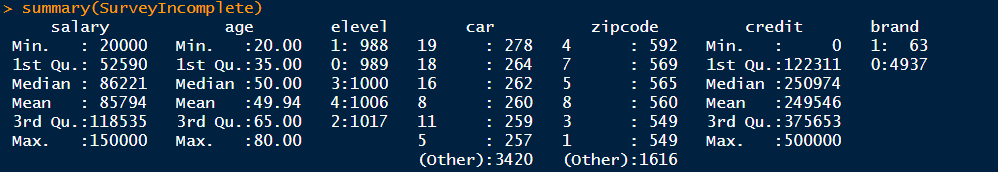 > summary(SurveyIncomplete)
salary age elevel car zipcode credit brand
Min. : 20000 Min. :20.00 1: 988 19 : 278 4 : 592 Min. : 0 1: 63
1st Qu.: 52590 1st Qu.:35.00 0: 989 18 : 264 7 : 569 1st Qu.:122311 0:4937
Median : 86221 Median :50.00 3:1000 16 : 262 5 : 565 Median :250974
Mean : 85794 Mean :49.94 4:1006 8 : 260 8 : 560 Mean :249546
3rd Qu.:118535 3rd Qu.:65.00 2:1017 11 : 259 3 : 549 3rd Qu.:375653
Max. :150000 Max. :80.00 5 : 257 1 : 549 Max. :500000
(Other):3420 (Other):1616